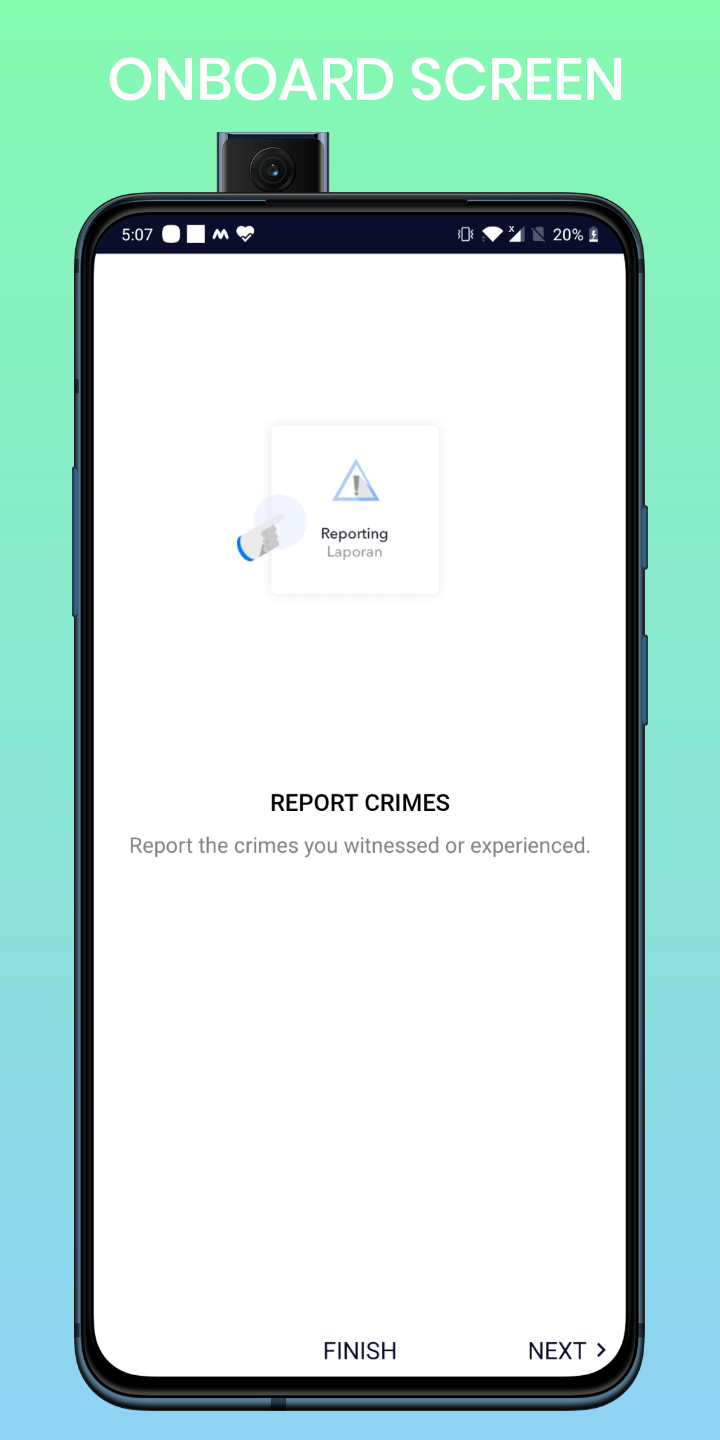 ONBOARD SCREEN
5:07
20%
Reporting
Laporan
REPORT CRIMES
Report the crimes you witnessed or experienced.
FINISH
NEXT